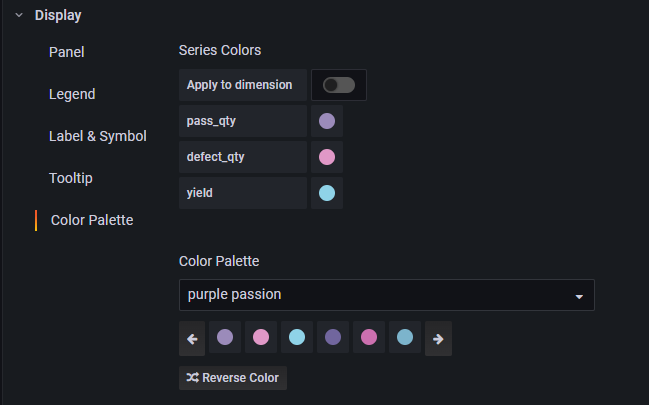 Display
Panel
Legend
Label & Symbol
Tooltip
Color Palette
Series Colors
Apply to dimension
pass_qty
defect_qty
yield
Color Palette
purple passion
Reverse Color